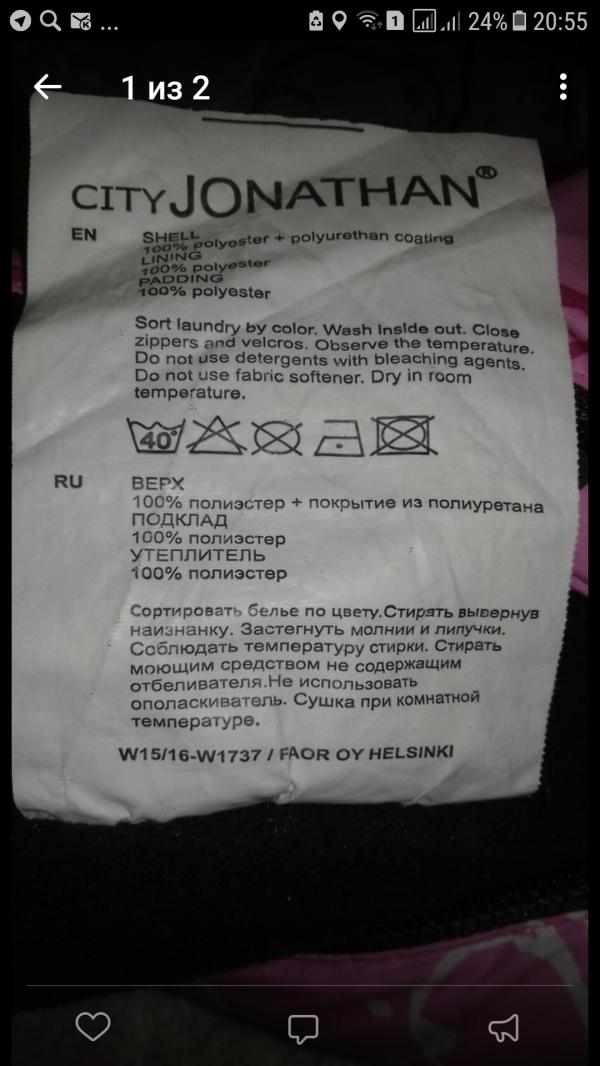 24% 20:55
1 из 2
CITYJONATHAN®
EN
SHELL
100% polyester + polyurethan coating
LINING
100% polyester
PADDING
100% polyester
Sort laundry by color. Wash Inside out. Close
zippers and velcros. Observe the temperature.
Do not use detergents with bleaching agents.
Do not use fabric softener. Dry in room
temperature.
40°
RU
ВЕРХ
100% полиэстер + покрытие из полиуретана
ПОДКЛАД
100% полиэстер
УТЕПЛИТЕЛЬ
100% полиэстер
Сортировать белье по цвету.Стирать вывернув
наизнанку. Застегнуть молнии и липучки.
Соблюдать температуру стирки. Стирать
моющим средством не содержащим
отбеливателя.Не использовать
ополаскиватель. Сушка при комнатной
температуре.
W15/16-W1737 / FAOR OY HELSINKI